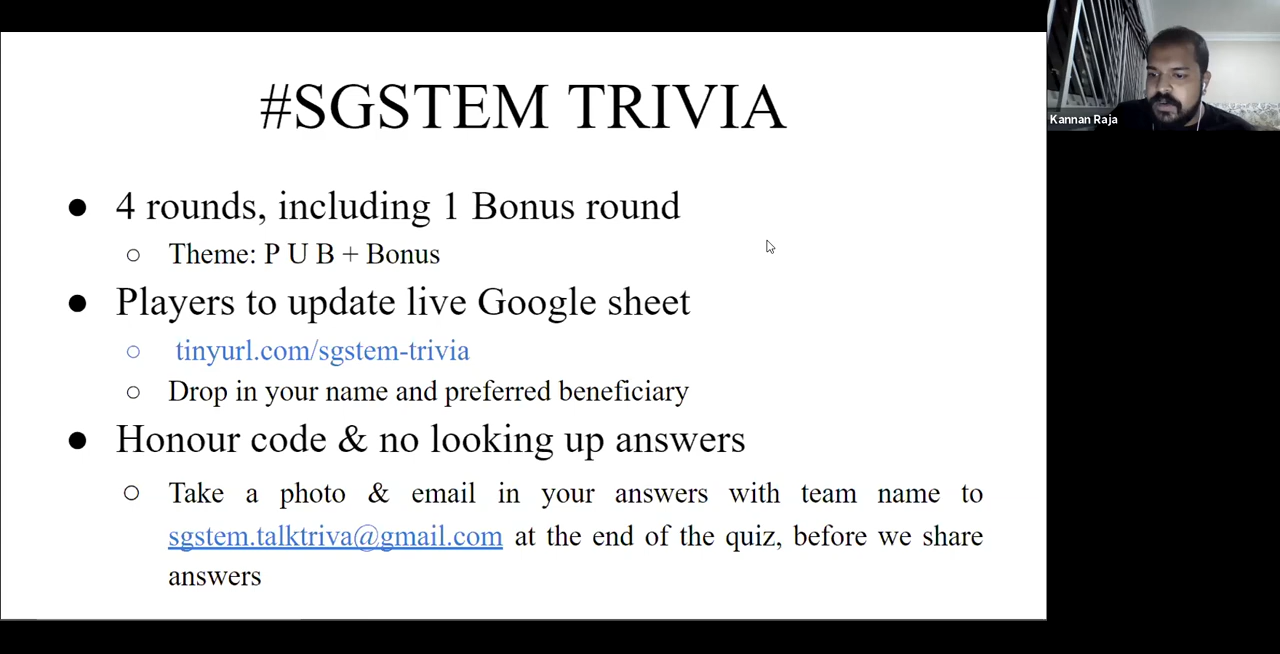 #SGSTEM TRIVIA
● 4 rounds, including 1 Bonus round
○ Theme: P U B + Bonus
● Players to update live Google sheet
○ tinyurl.com/sgstem-trivia
○ Drop in your name and preferred beneficiary
● Honour code & no looking up answers
○ Take a photo & email in your answers with team name to
sgstem.talktriva@gmail.com at the end of the quiz, before we share
answers
Kannan Raja